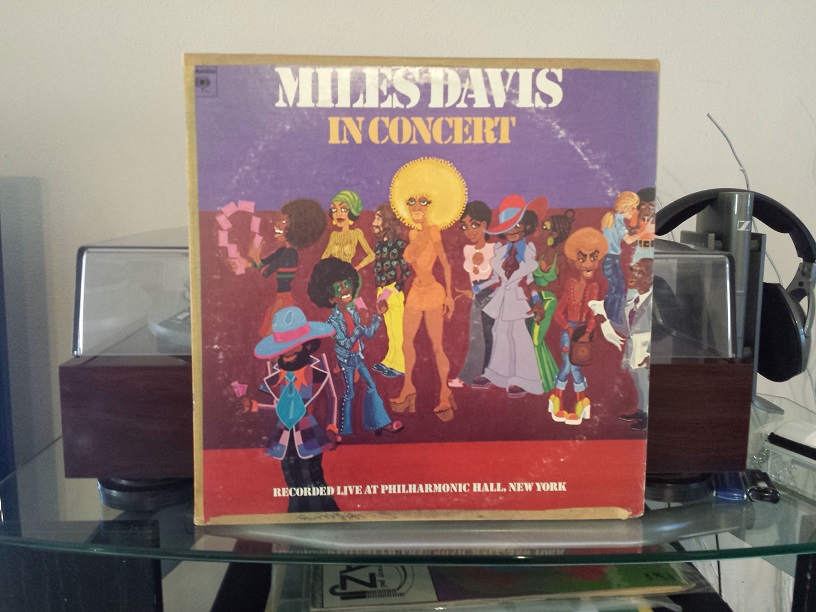 MILES DAVIS
IN CONCERT
RECORDED LIVE AT PHILHARMONIC HALL, NEW YORK